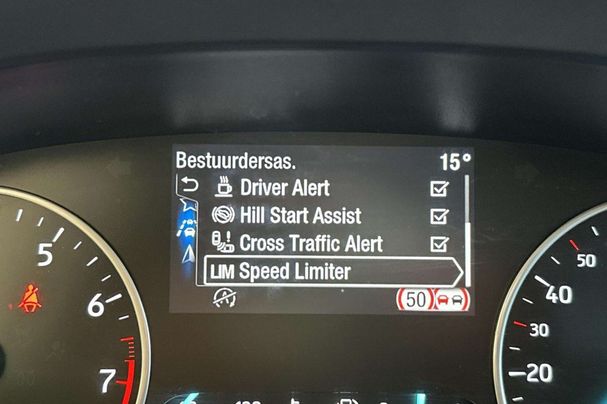 Bestuurdersas. 15°
Driver Alert
Hill Start Assist
Cross Traffic Alert
LIM Speed Limiter
A 50
5
6
7
50
40
30
20